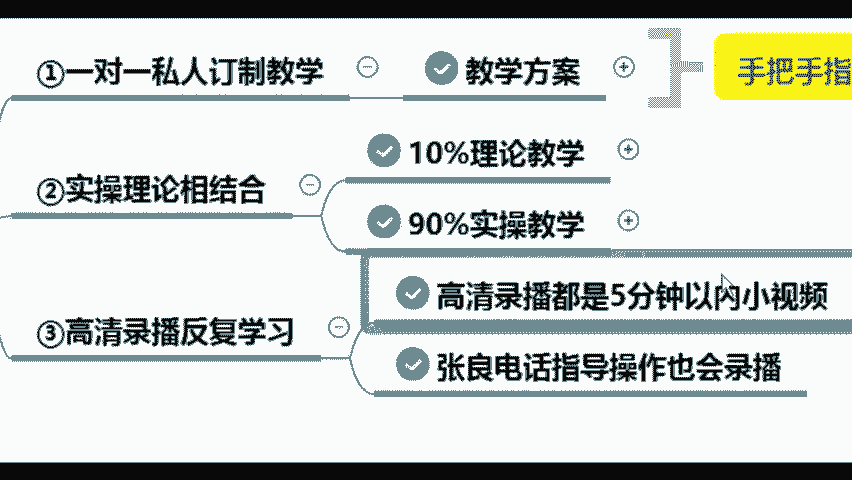 ①一对一私人订制教学
教学方案
手把手指
②实操理论相结合
10%理论教学
90%实操教学
③高清录播反复学习
高清录播都是5分钟以内小视频
张良电话指导操作也会录播